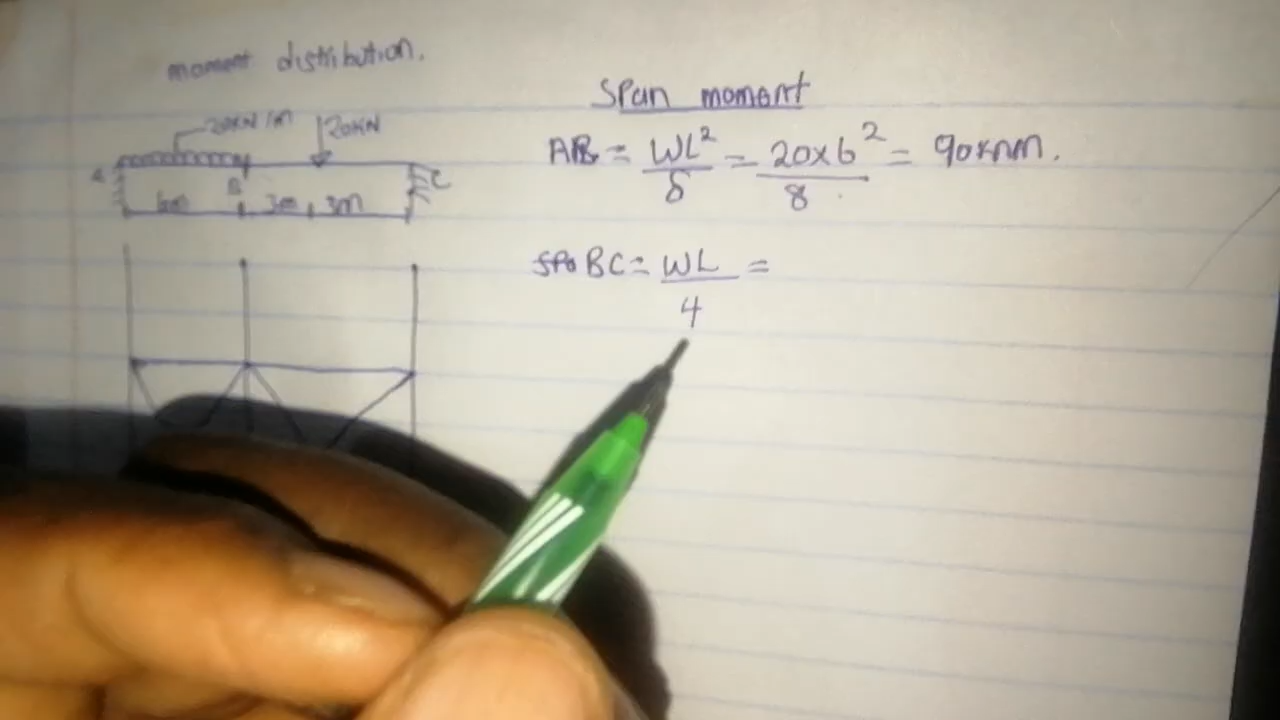 moment distribution.
Span moment
20KN/m
20KN
AB = WL² = 20x6² = 90KNm.
8 8
A
B
C
6m 3m 3m
BC = WL =
4